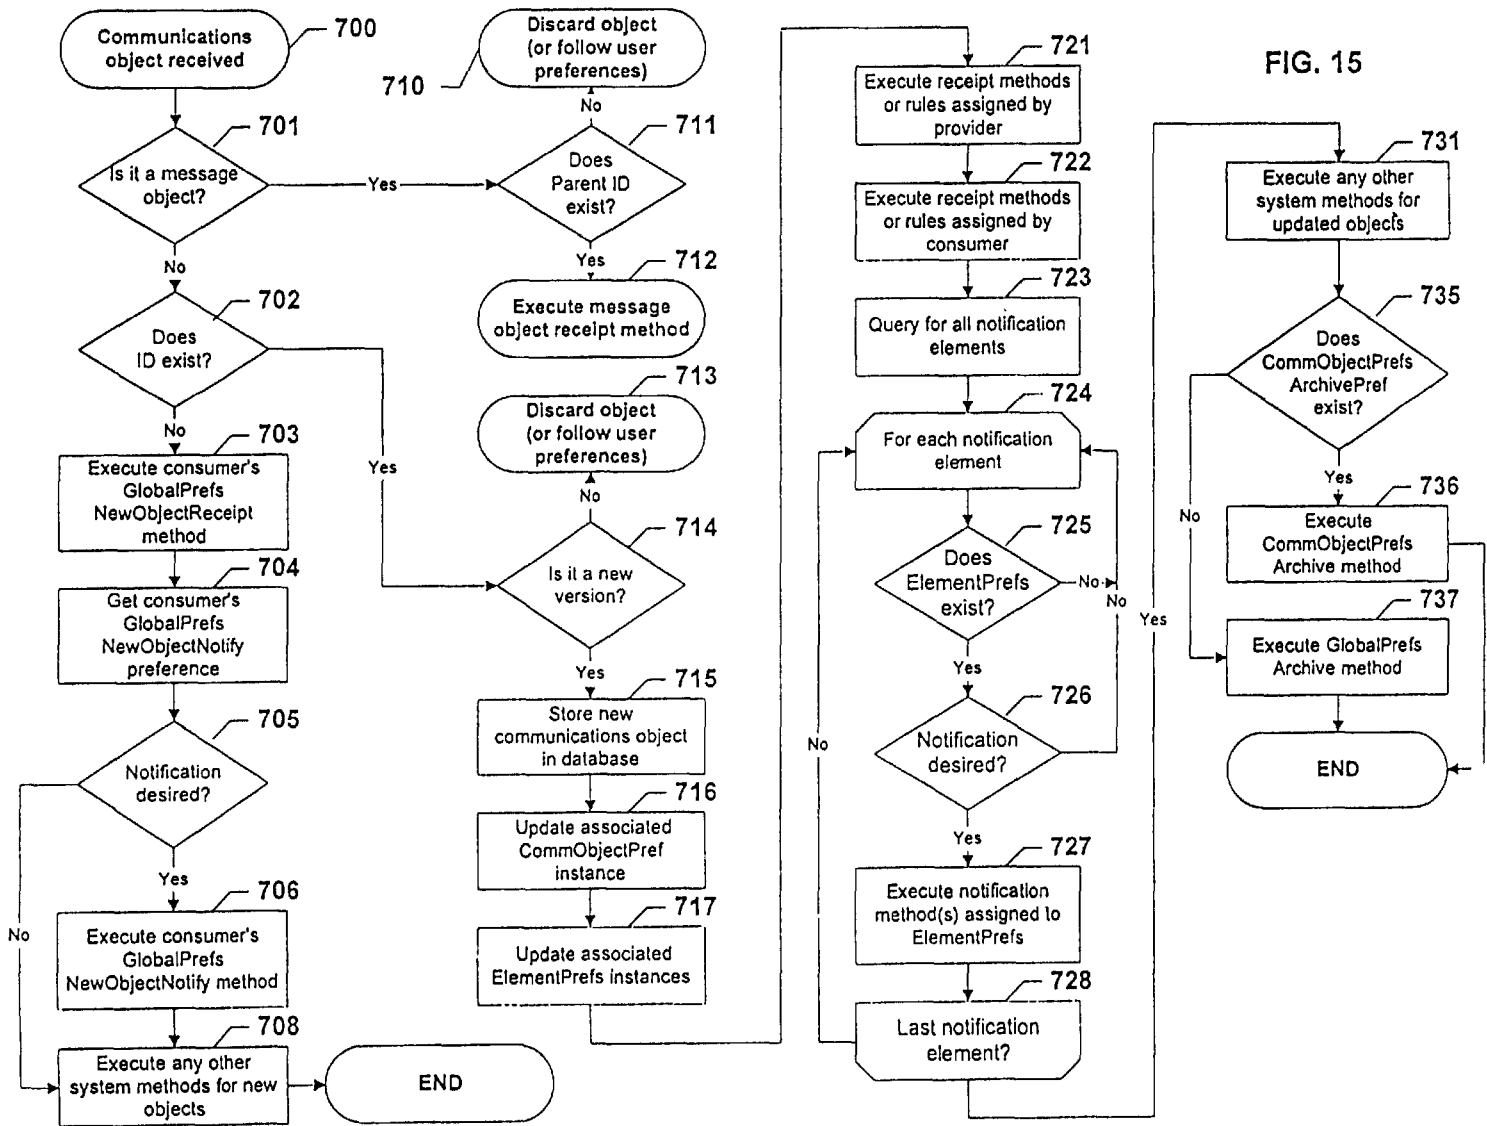 Communications
object received
700
701
Is it a message
object?
Yes
No
702
Does
ID exist?
Yes
No
703
Execute consumer's
GlobalPrefs
NewObjectReceipt
method
704
Get consumer's
GlobalPrefs
NewObjectNotify
preference
705
Notification
desired?
No
Yes
706
Execute consumer's
GlobalPrefs
NewObjectNotify method
708
Execute any other
system methods for new
objects
END
Discard object
(or follow user
preferences)
710
No
711
Does
Parent ID
exist?
Yes
712
Execute message
object receipt method
713
Discard object
(or follow user
preferences)
No
714
Is it a new
version?
Yes
715
Store new
communications object
in database
716
Update associated
CommObjectPref
instance
717
Update associated
ElementPrefs instances
721
Execute receipt methods
or rules assigned by
provider
722
Execute receipt methods
or rules assigned by
consumer
723
Query for all notification
elements
724
For each notification
element
725
Does
ElementPrefs
exist?
No
No
Yes
726
Notification
desired?
No
Yes
727
Execute notification
method(s) assigned to
ElementPrefs
728
Last notification
element?
Yes
FIG. 15
731
Execute any other
system methods for
updated objects
735
Does
CommObjectPrefs
ArchivePref
exist?
No
Yes
736
Execute
CommObjectPrefs
Archive method
737
Execute GlobalPrefs
Archive method
END